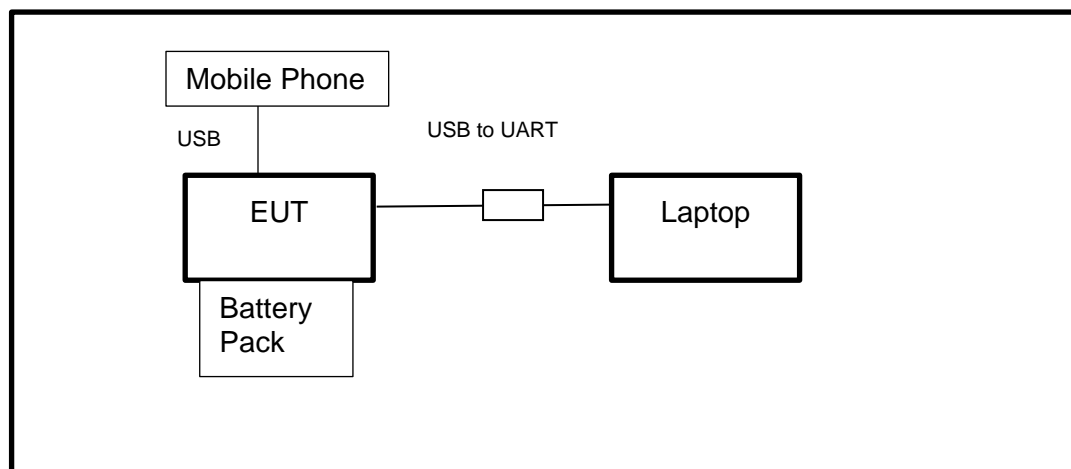 Mobile Phone
USB
USB to UART
EUT
Laptop
Battery
Pack